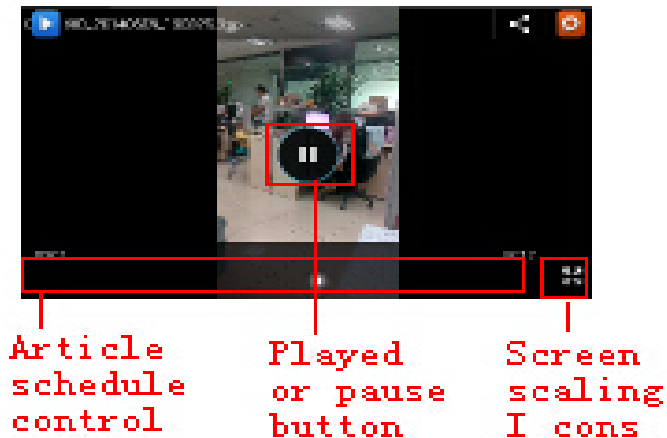 Article
schedule
control
Played
or pause
button
Screen
scaling
I cons